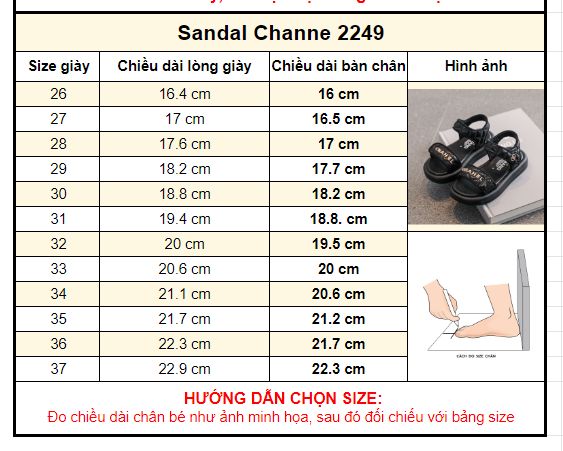 Sandal Channe 2249
Size giày Chiều dài lòng giày Chiều dài bàn chân Hình ảnh
26 16.4 cm 16 cm
27 17 cm 16.5 cm
28 17.6 cm 17 cm
29 18.2 cm 17.7 cm
30 18.8 cm 18.2 cm
31 19.4 cm 18.8. cm
32 20 cm 19.5 cm
33 20.6 cm 20 cm
34 21.1 cm 20.6 cm
35 21.7 cm 21.2 cm
36 22.3 cm 21.7 cm
37 22.9 cm 22.3 cm
CÁCH ĐO SIZE CHÂN
HƯỚNG DẪN CHỌN SIZE:
Đo chiều dài chân bé như ảnh minh họa, sau đó đối chiếu với bảng size